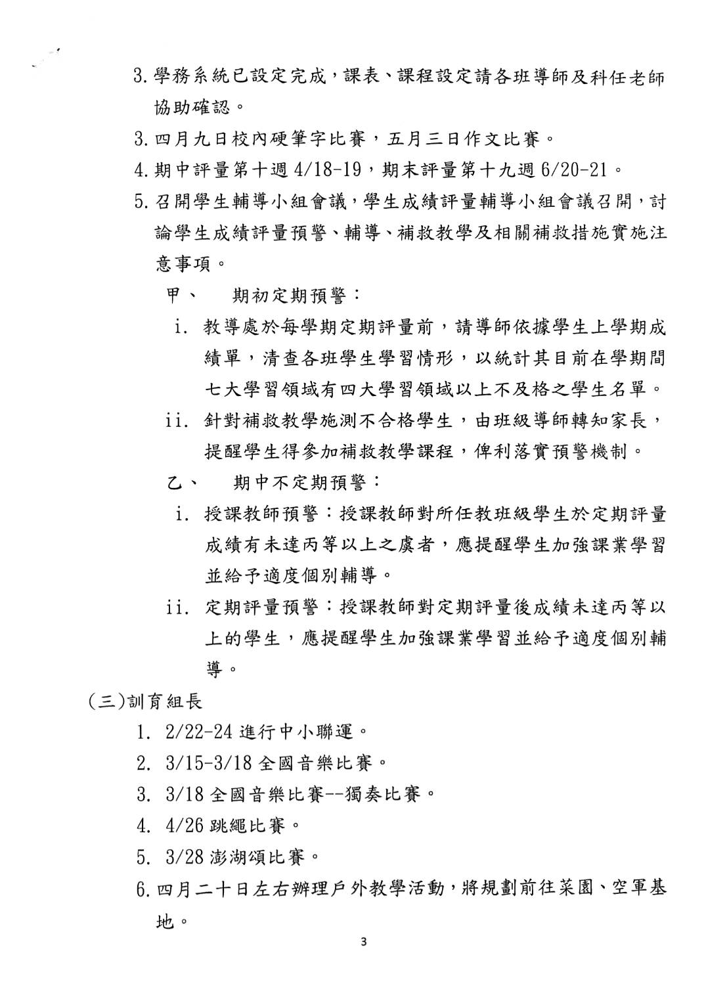 3. 學務系統已設定完成，課表、課程設定請各班導師及科任老師
協助確認。
3. 四月九日校內硬筆字比賽，五月三日作文比賽。
4. 期中評量第十週 4/18-19，期末評量第十九週 6/20-21。
5. 召開學生輔導小組會議，學生成績評量輔導小組會議召開，討
論學生成績評量預警、輔導、補救教學及相關補救措施實施注
意事項。
甲、 期初定期預警：
i. 教導處於每學期定期評量前，請導師依據學生上學期成
績單，清查各班學生學習情形，以統計其目前在學期間
七大學習領域有四大學習領域以上不及格之學生名單。
ii. 針對補救教學施測不合格學生，由班級導師轉知家長，
提醒學生得參加補救教學課程，俾利落實預警機制。
乙、 期中不定期預警：
i. 授課教師預警：授課教師對所任教班級學生於定期評量
成績有未達丙等以上之虞者，應提醒學生加強課業學習
並給予適度個別輔導。
ii. 定期評量預警：授課教師對定期評量後成績未達丙等以
上的學生，應提醒學生加強課業學習並給予適度個別輔
導。
(三)訓育組長
1. 2/22-24 進行中小聯運。
2. 3/15-3/18 全國音樂比賽。
3. 3/18 全國音樂比賽--獨奏比賽。
4. 4/26 跳繩比賽。
5. 3/28 澎湖頌比賽。
6. 四月二十日左右辦理戶外教學活動，將規劃前往菜園、空軍基
地。
3